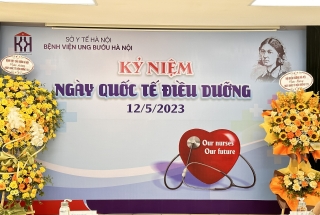 SỞ Y TẾ HÀ NỘI
BỆNH VIỆN UNG BƯỚU HÀ NỘI
KỶ NIỆM
NGÀY QUỐC TẾ ĐIỀU DƯỠNG
12/5/2023
Our nurses
Our future